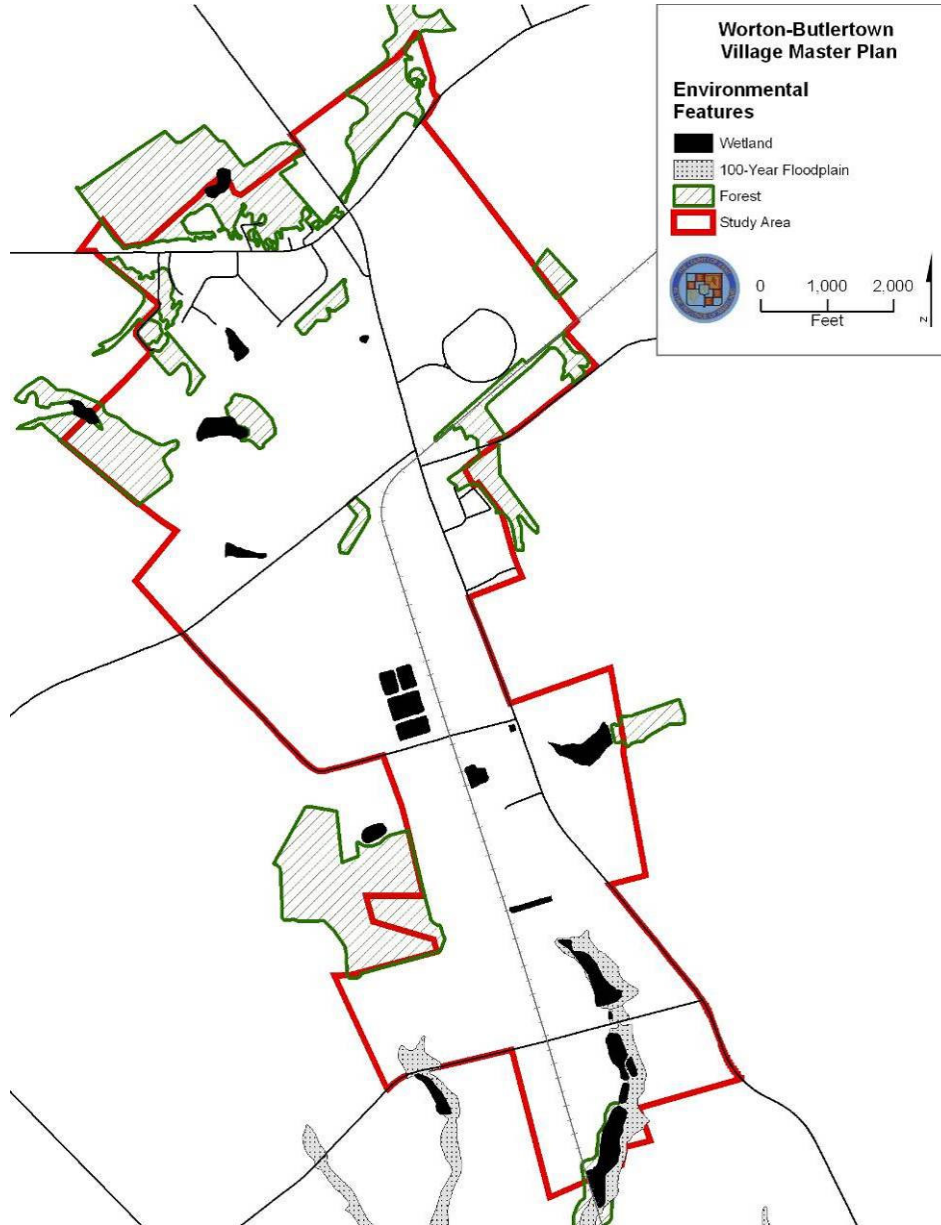 Worton-Butlertown
Village Master Plan
Environmental
Features
Wetland
100-Year Floodplain
Forest
Study Area
0 1,000 2,000
Feet
N